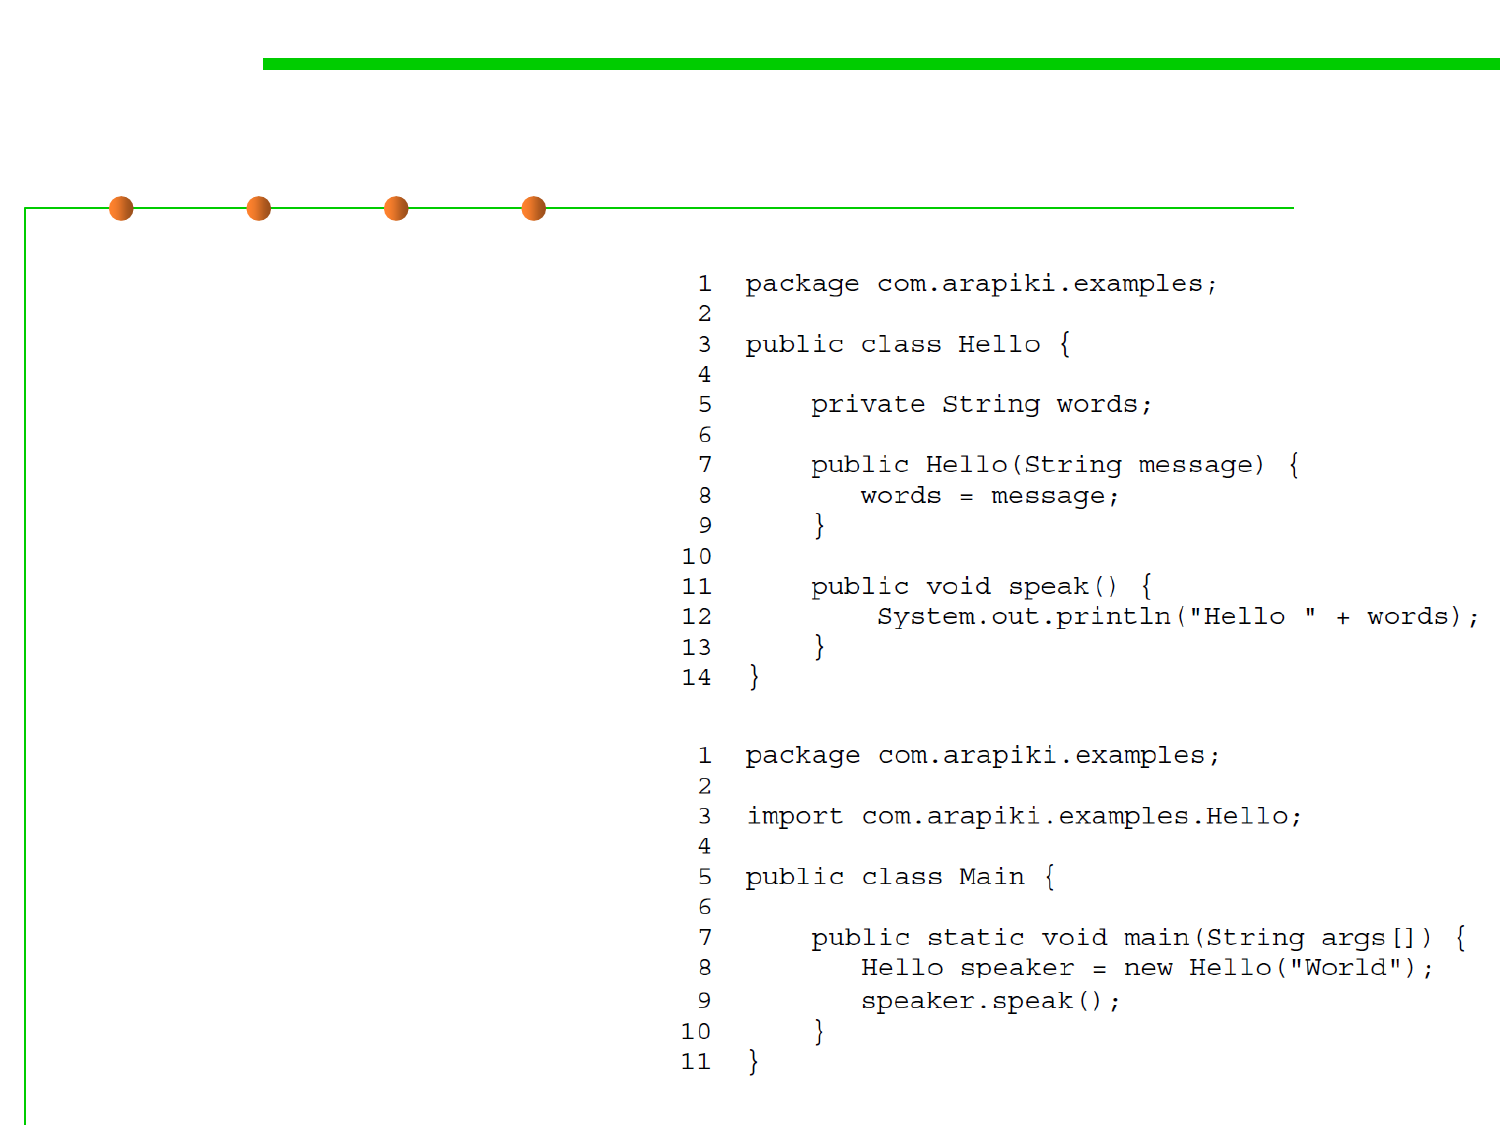 1  package com.arapiki.examples;
2
3  public class Hello {
4
5      private String words;
6
7      public Hello(String message) {
8         words = message;
9      }
10
11      public void speak() {
12          System.out.println("Hello " + words);
13      }
14  }
1  package com.arapiki.examples;
2
3  import com.arapiki.examples.Hello;
4
5  public class Main {
6
7      public static void main(String args[]) {
8         Hello speaker = new Hello("World");
9         speaker.speak();
10      }
11  }